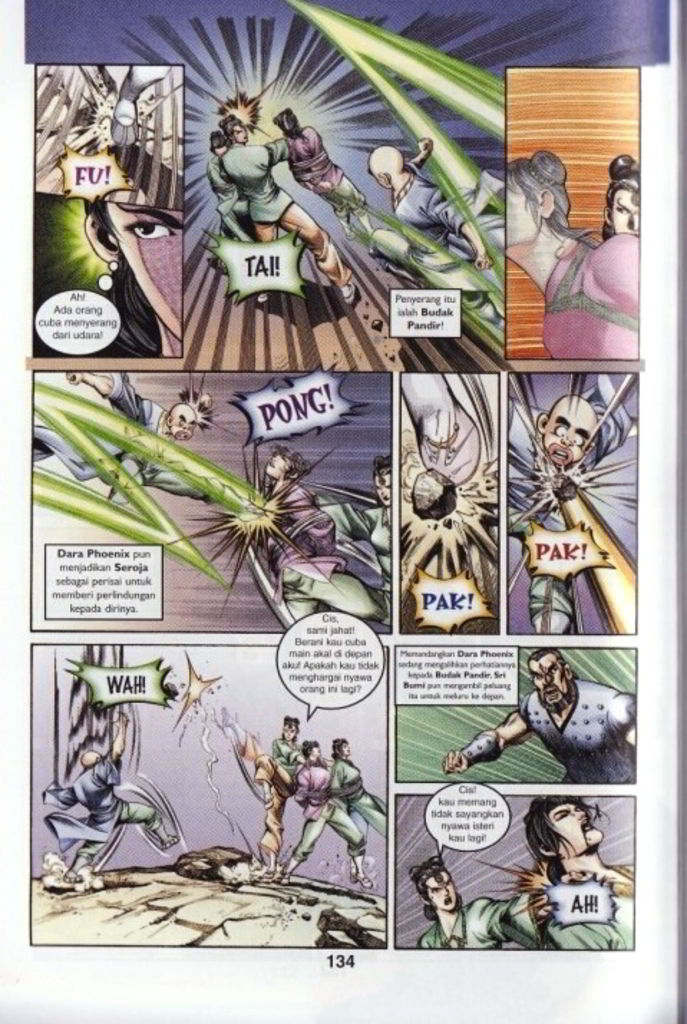 FU!
Ah!
Ada orang
cuba menyerang
dari udara!
TAI!
Penyerang itu
ialah Budak
Pandir!
PONG!
Dara Phoenix pun
menjadikan Seroja
sebagai perisai untuk
memberi perlindungan
kepada dirinya.
PAK!
PAK!
WAH!
Cis,
sami jahat!
Berani kau cuba
main akal di depan
aku! Apakah kau tidak
menghargai nyawa
orang ini lagi?
Memandangkan Dara Phoenix
sedang mengalihkan perhatiannya
kepada Budak Pandir, Sri
Bumi pun mengambil peluang
itu untuk meluru ke depan.
Cis!
kau memang
tidak sayangkan
nyawa isteri
kau lagi!
AH!
134